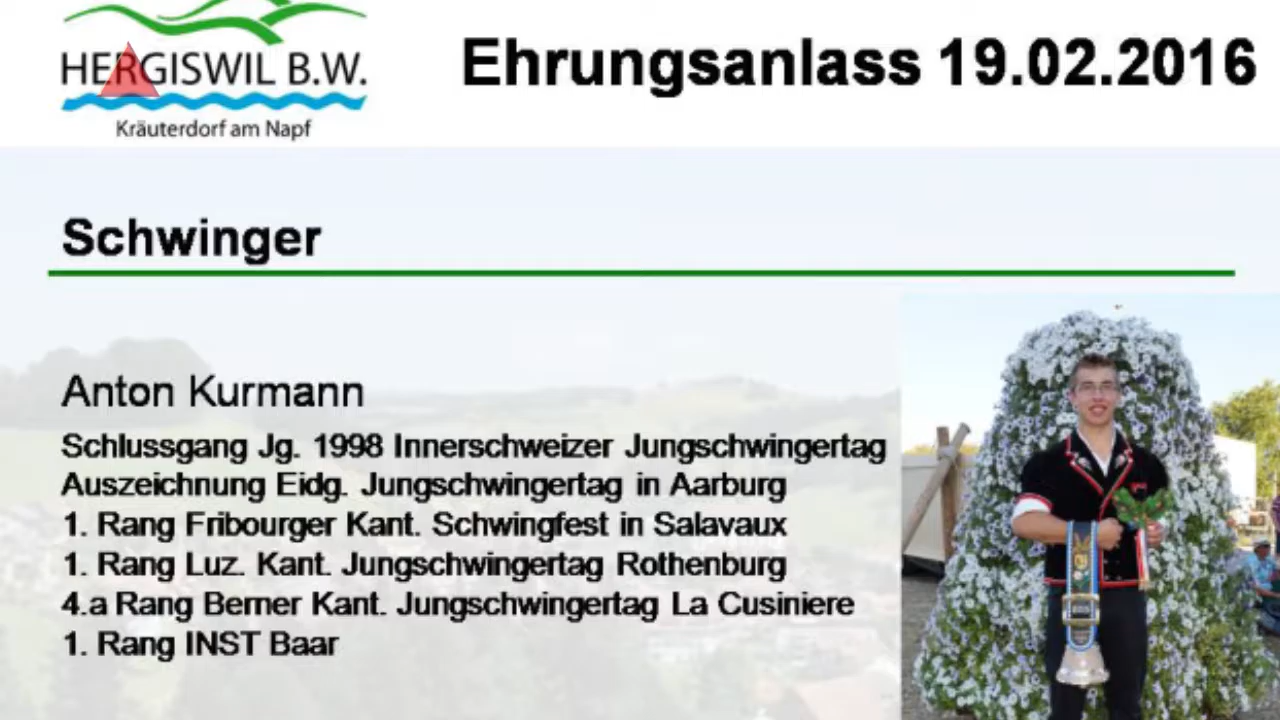 HERGISWIL B.W.
Kräuterdorf am Napf
Ehrungsanlass 19.02.2016
Schwinger
Anton Kurmann
Schlussgang Jg. 1998 Innerschweizer Jungschwingertag
Auszeichnung Eidg. Jungschwingertag in Aarburg
1. Rang Fribourger Kant. Schwingfest in Salavaux
1. Rang Luz. Kant. Jungschwingertag Rothenburg
4.a Rang Berner Kant. Jungschwingertag La Cusiniere
1. Rang INST Baar